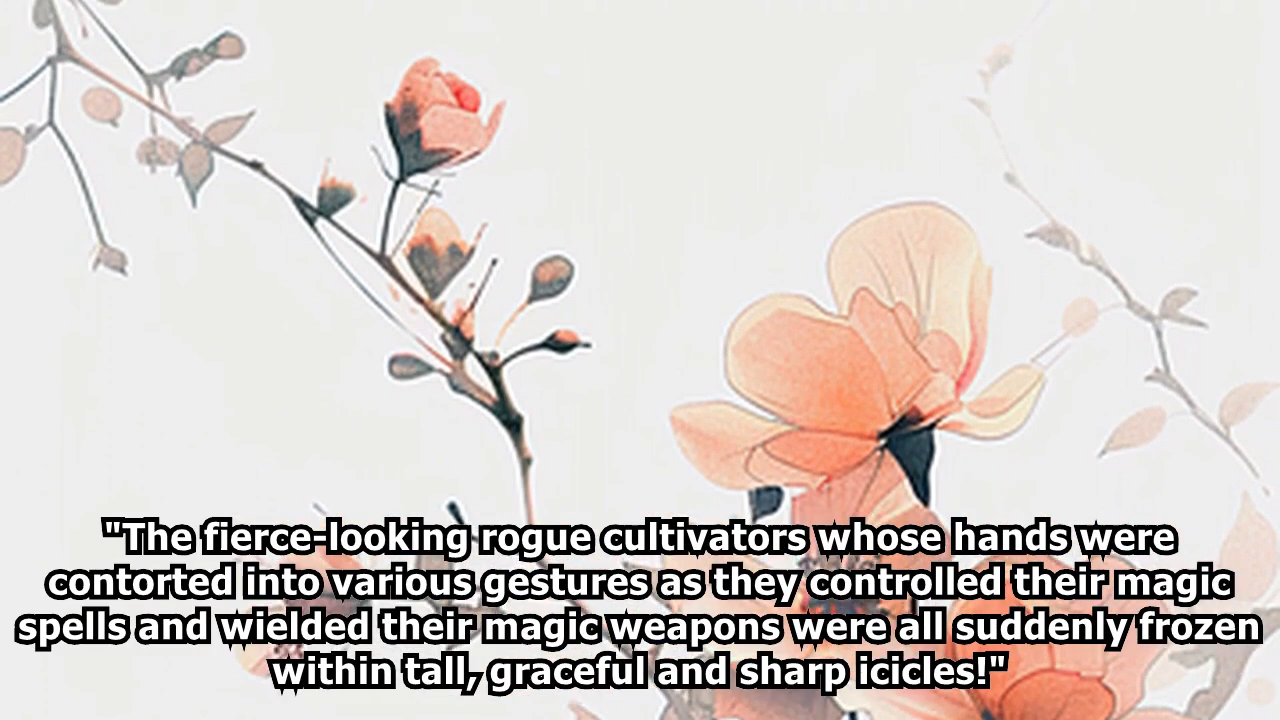 "The fierce-looking rogue cultivators whose hands were
contorted into various gestures as they controlled their magic
spells and wielded their magic weapons were all suddenly frozen
within tall, graceful and sharp icicles!"